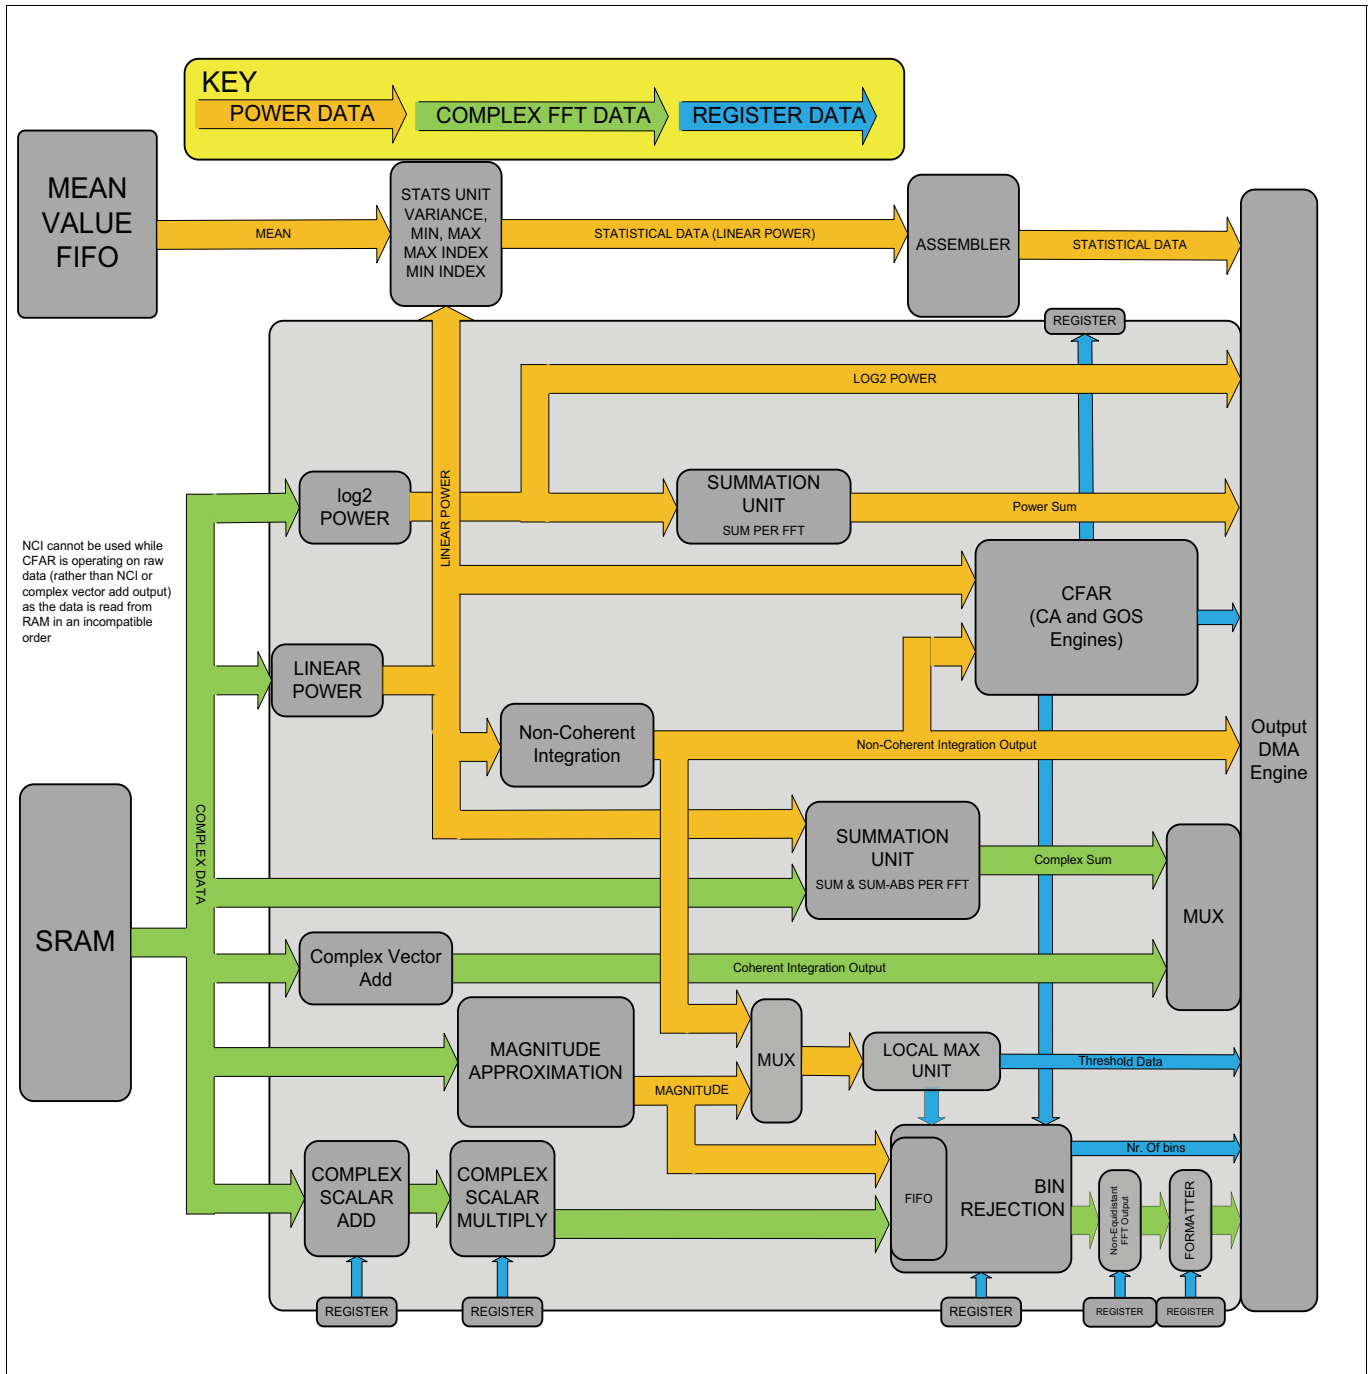 KEY
POWER DATA
COMPLEX FFT DATA
REGISTER DATA
MEAN
VALUE
FIFO
MEAN
STATS UNIT
VARIANCE,
MIN, MAX
MAX INDEX
MIN INDEX
STATISTICAL DATA (LINEAR POWER)
ASSEMBLER
STATISTICAL DATA
REGISTER
LOG2 POWER
LINEAR POWER
log2
POWER
SUMMATION
UNIT
SUM PER FFT
Power Sum
NCI cannot be used while
CFAR is operating on raw
data (rather than NCI or
complex vector add output)
as the data is read from
RAM in an incompatible
order
CFAR
(CA and GOS
Engines)
LINEAR
POWER
Non-Coherent
Integration
Non-Coherent Integration Output
Output
DMA
Engine
COMPLEX DATA
SUMMATION
UNIT
SUM & SUM-ABS PER FFT
Complex Sum
MUX
SRAM
Complex Vector
Add
Coherent Integration Output
MAGNITUDE
APPROXIMATION
MAGNITUDE
MUX
LOCAL MAX
UNIT
Threshold Data
COMPLEX
SCALAR
ADD
COMPLEX
SCALAR
MULTIPLY
FIFO
BIN
REJECTION
Nr. Of bins
Non-Equidistant
FFT Output
FORMATTER
REGISTER
REGISTER
REGISTER
REGISTER
REGISTER